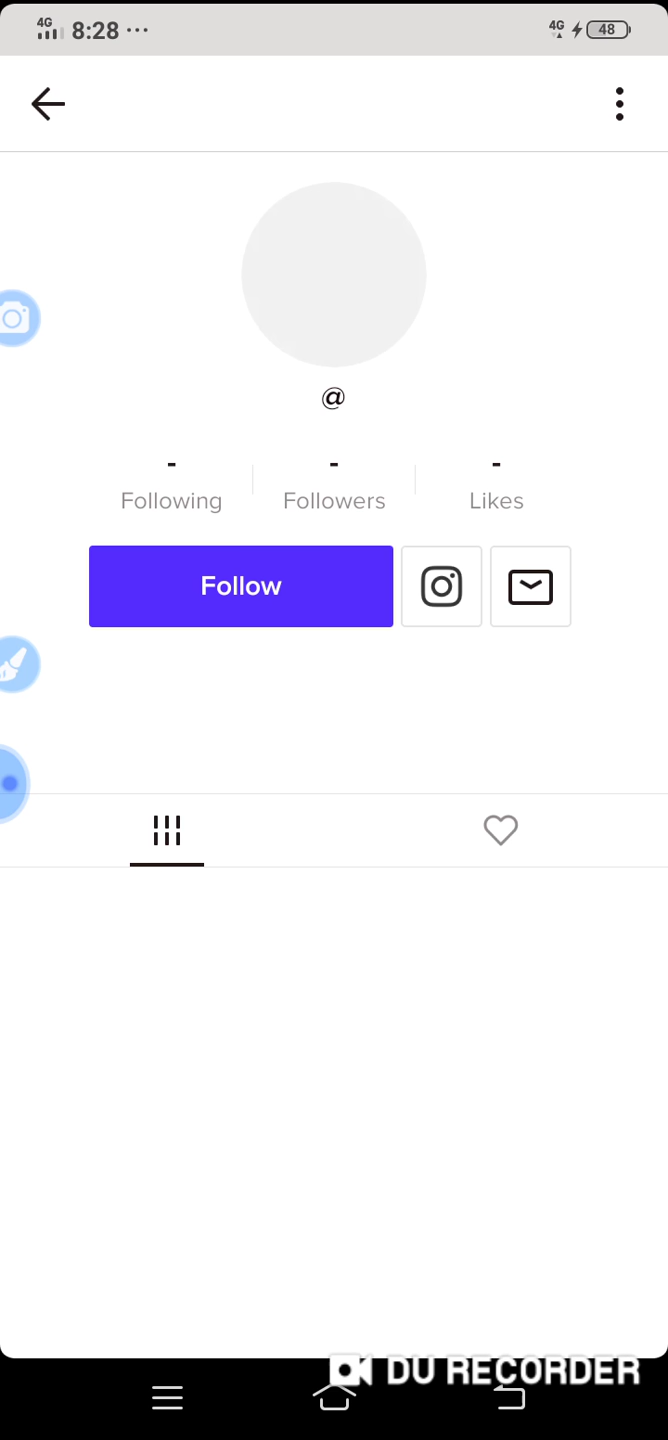 4G 8:28 ... 4G 48
@
- - -
Following Followers Likes
Follow
DU RECORDER